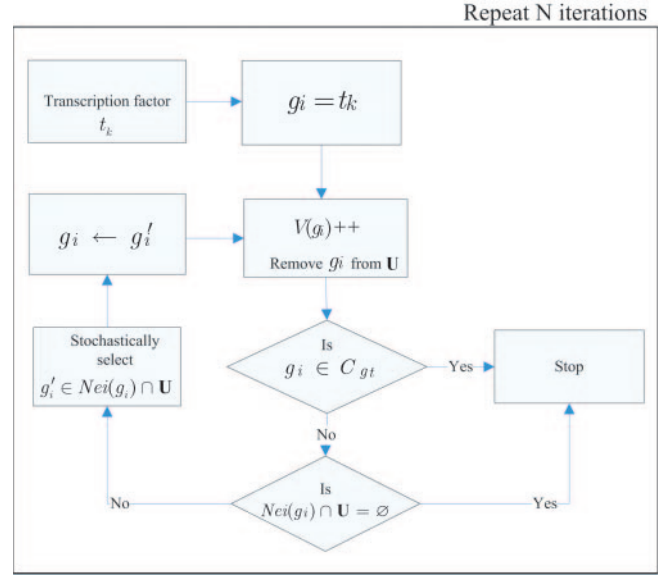 Repeat N iterations
Transcription factor
t_k
g_i = t_k
g_i ← g_i′
V(g_i)++
Remove g_i from U
Stochastically
select
g_i′ ∈ Nei(g_i) ∩ U
Is
g_i ∈ C_gt
Yes
Stop
No
Is
Nei(g_i) ∩ U = ∅
No
Yes